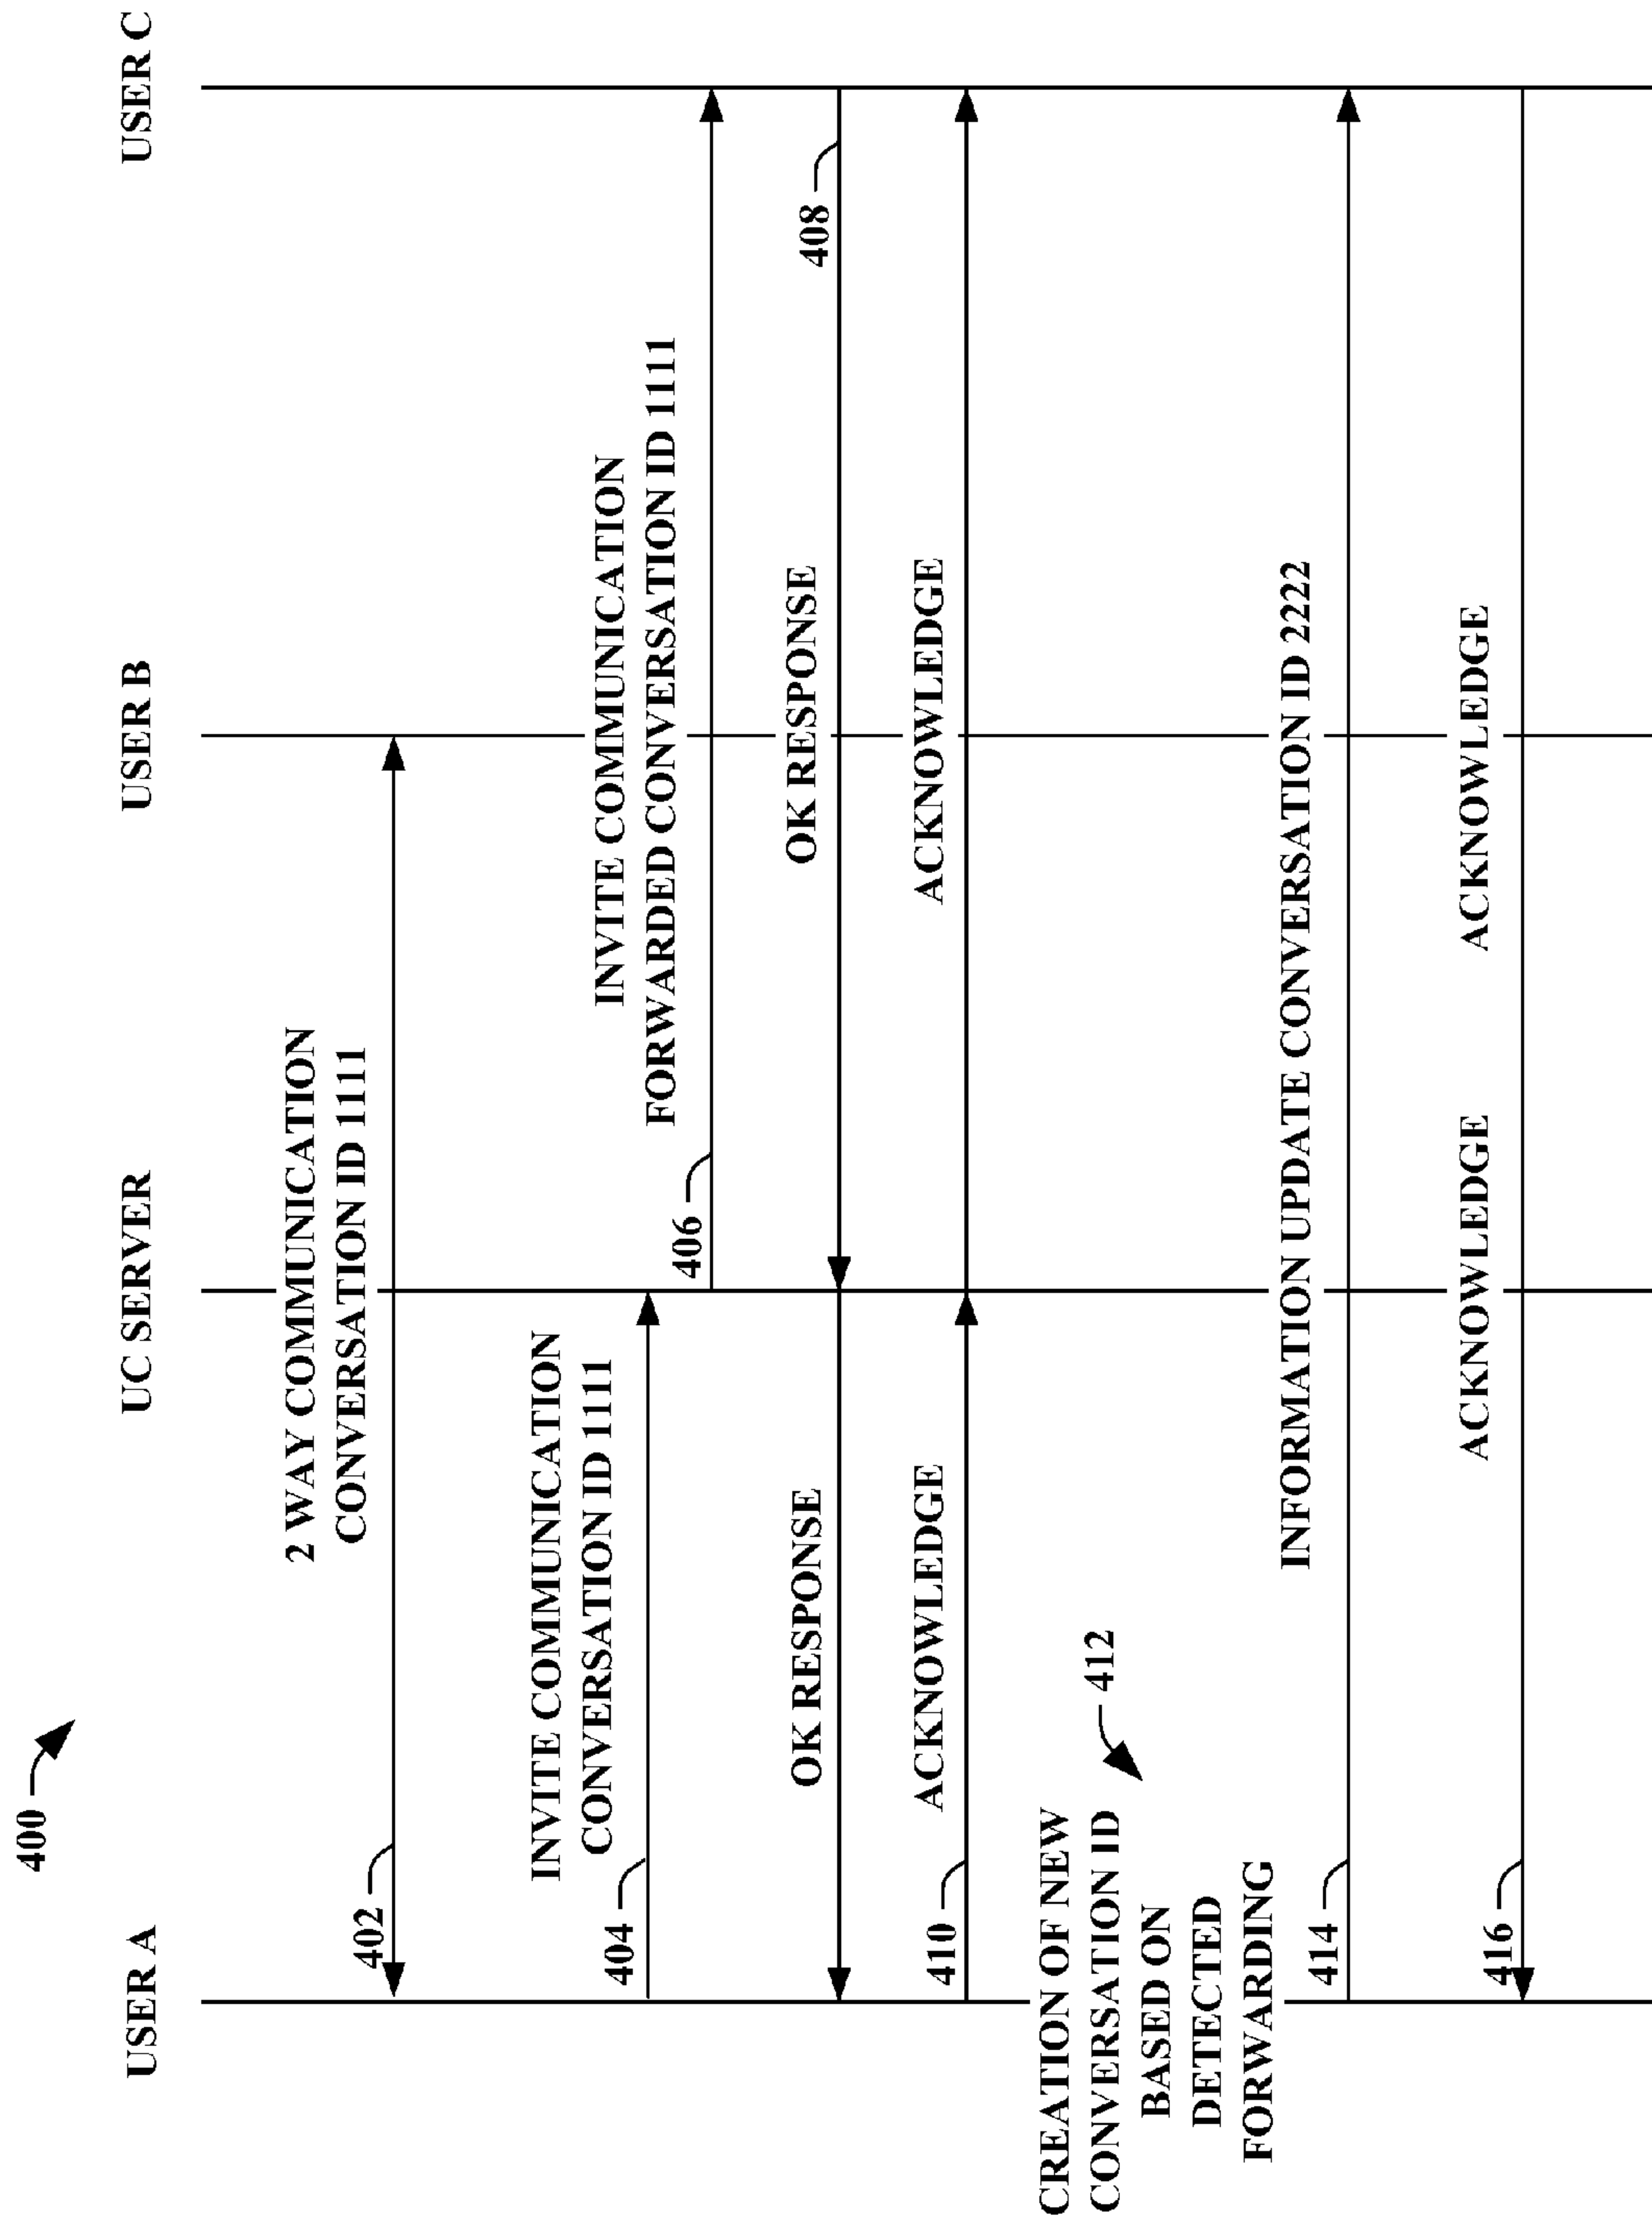 400
USER A
UC SERVER
USER B
USER C
2 WAY COMMUNICATION
CONVERSATION ID 1111
402
INVITE COMMUNICATION
CONVERSATION ID 1111
404
INVITE COMMUNICATION
FORWARDED CONVERSATION ID 1111
406
OK RESPONSE
OK RESPONSE
408
ACKNOWLEDGE
ACKNOWLEDGE
410
CREATION OF NEW
CONVERSATION ID
BASED ON
DETECTED
FORWARDING
412
INFORMATION UPDATE CONVERSATION ID 2222
414
ACKNOWLEDGE
ACKNOWLEDGE
416